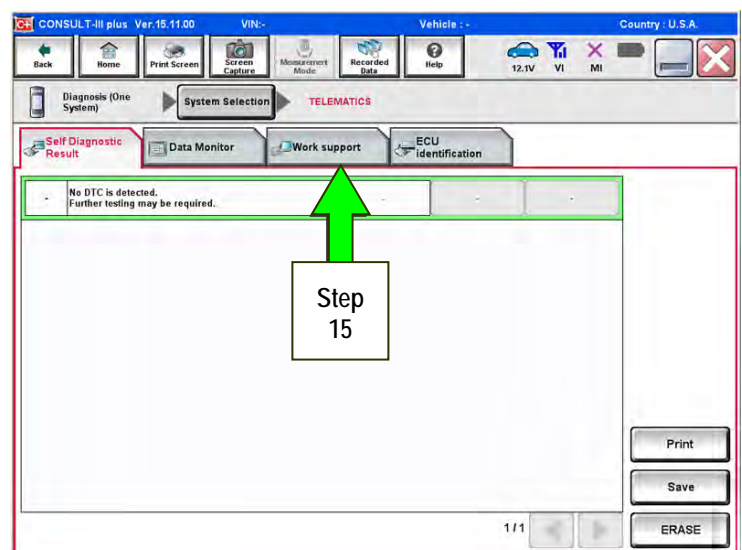 C+ CONSULT-III plus Ver.15.11.00 VIN:- Vehicle : - Country : U.S.A.
Back
Home
Print Screen
Screen
Capture
Measurement
Mode
Recorded
Data
Help
12.1V
VI
MI
Diagnosis (One
System)
System Selection
TELEMATICS
Self Diagnostic
Result
Data Monitor
Work support
ECU
identification
- No DTC is detected.
Further testing may be required.
- - -
Step
15
Print
Save
1/1
ERASE